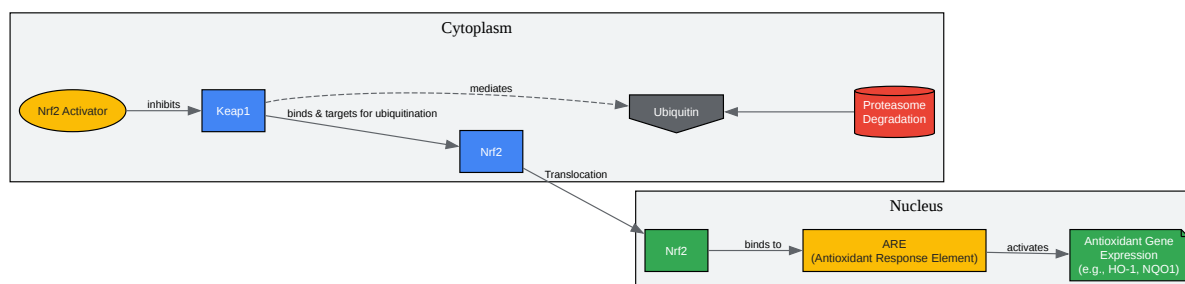 Cytoplasm
Nrf2 Activator
inhibits
Keap1
mediates
binds & targets for ubiquitination
Ubiquitin
Proteasome
Degradation
Nrf2
Translocation
Nucleus
Nrf2
binds to
ARE
(Antioxidant Response Element)
activates
Antioxidant Gene
Expression
(e.g., HO-1, NQO1)